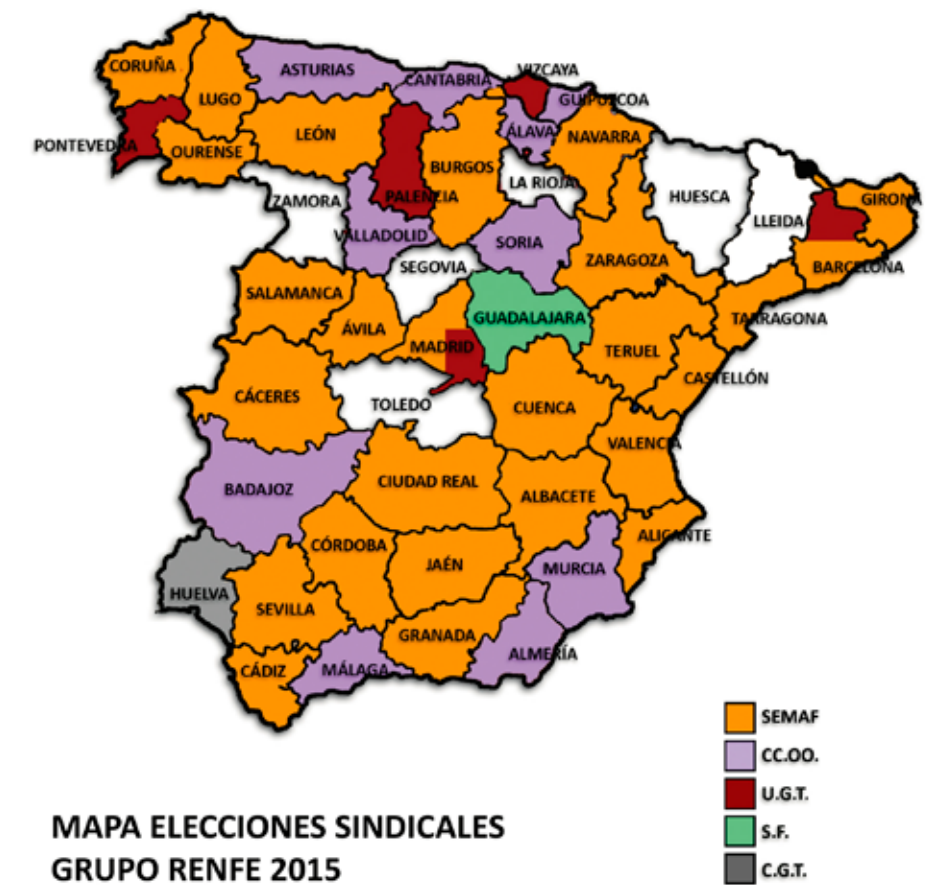 VIZCAYA
CORUÑA
ASTURIAS
CANTABRIA
LUGO
GUIPÚZCOA
LEÓN
ÁLAVA
NAVARRA
PONTEVEDRA
OURENSE
BURGOS
LA RIOJA
HUESCA
GIRONA
ZAMORA
PALENCIA
LLEIDA
VALLADOLID
SORIA
SEGOVIA
ZARAGOZA
BARCELONA
SALAMANCA
GUADALAJARA
TARRAGONA
ÁVILA
MADRID
TERUEL
CASTELLÓN
CÁCERES
TOLEDO
CUENCA
VALENCIA
BADAJOZ
CIUDAD REAL
ALBACETE
ALICANTE
CÓRDOBA
JAÉN
MURCIA
HUELVA
SEVILLA
GRANADA
ALMERÍA
CÁDIZ
MÁLAGA
SEMAF
CC.OO.
U.G.T.
S.F.
C.G.T.
MAPA ELECCIONES SINDICALES
GRUPO RENFE 2015